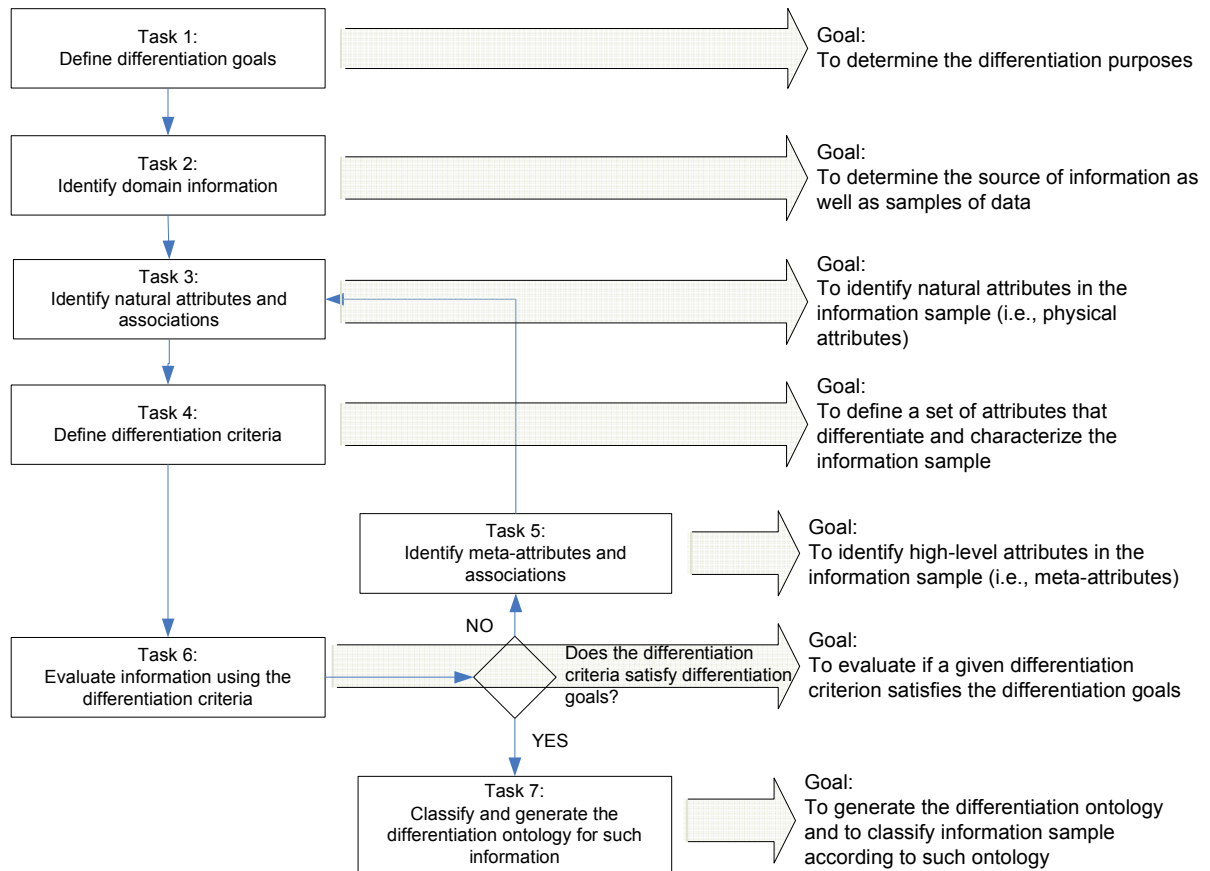 Task 1:
Define differentiation goals
Goal:
To determine the differentiation purposes
Task 2:
Identify domain information
Goal:
To determine the source of information as
well as samples of data
Task 3:
Identify natural attributes and
associations
Goal:
To identify natural attributes in the
information sample (i.e., physical
attributes)
Task 4:
Define differentiation criteria
Goal:
To define a set of attributes that
differentiate and characterize the
information sample
Task 5:
Identify meta-attributes and
associations
Goal:
To identify high-level attributes in the
information sample (i.e., meta-attributes)
NO
Task 6:
Evaluate information using the
differentiation criteria
Does the differentiation
criteria satisfy differentiation
goals?
Goal:
To evaluate if a given differentiation
criterion satisfies the differentiation goals
YES
Task 7:
Classify and generate the
differentiation ontology for such
information
Goal:
To generate the differentiation ontology
and to classify information sample
according to such ontology